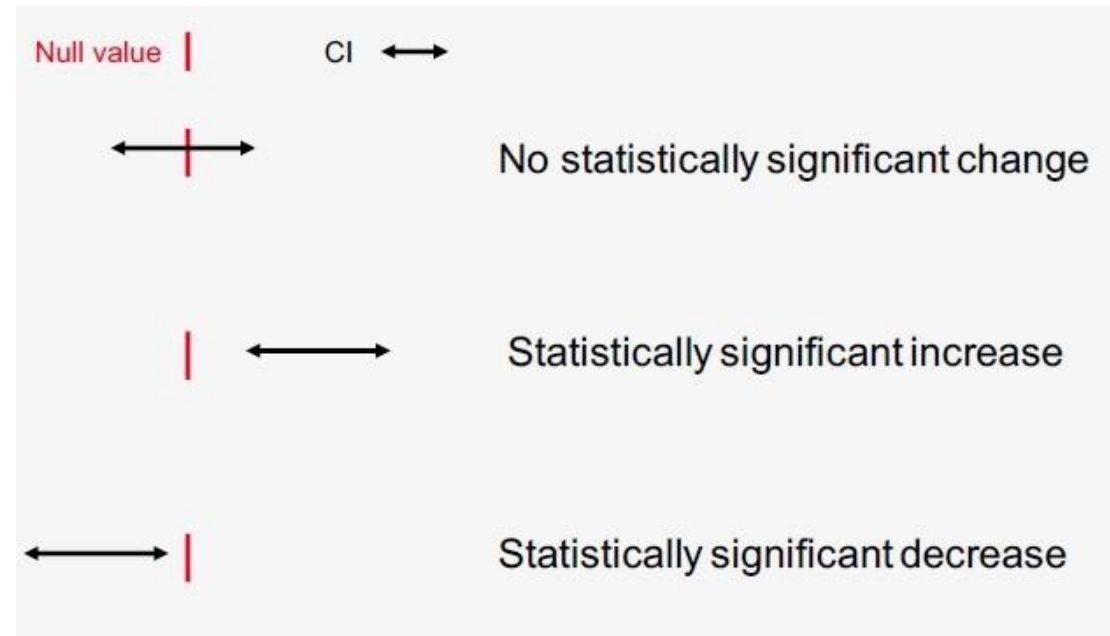 Null value
CI
No statistically significant change
Statistically significant increase
Statistically significant decrease